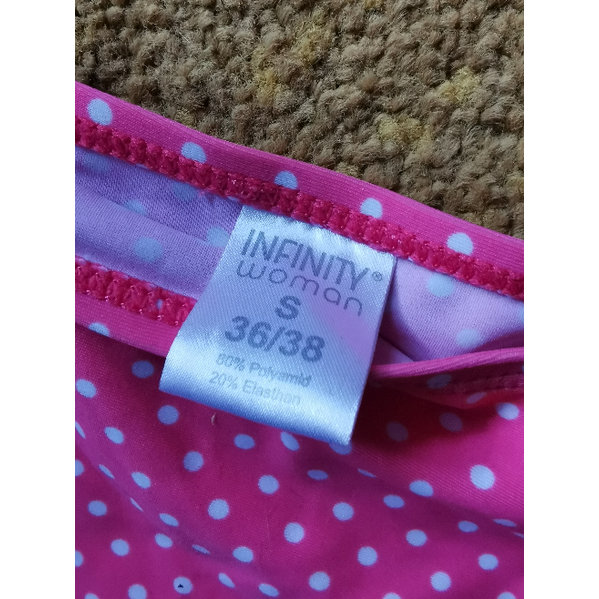 INFINITY®
woman
S
36/38
80% Polyamid
20% Elasthan